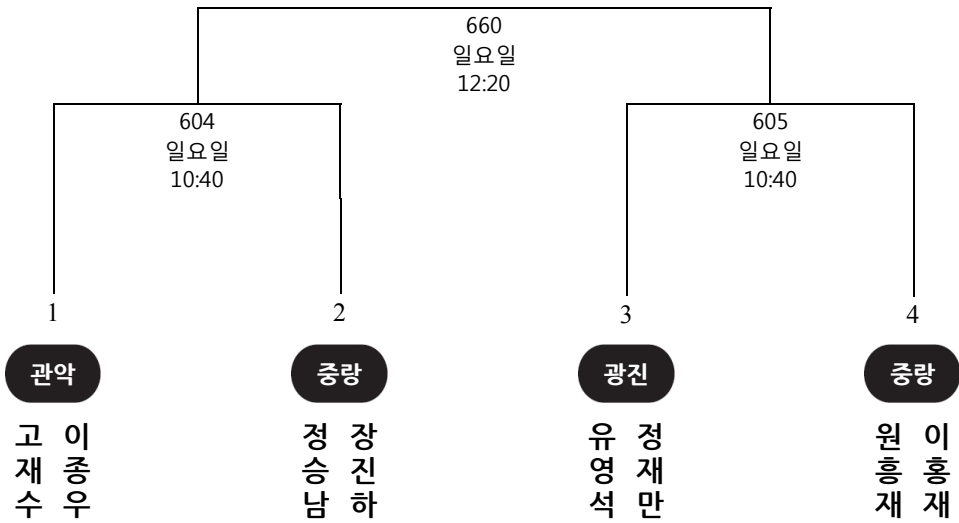 660
일요일
12:20
604
일요일
10:40
605
일요일
10:40
1
2
3
4
관악
중랑
광진
중랑
고재수
이종우
정승남
장진하
유영석
정재만
원흥재
이홍재